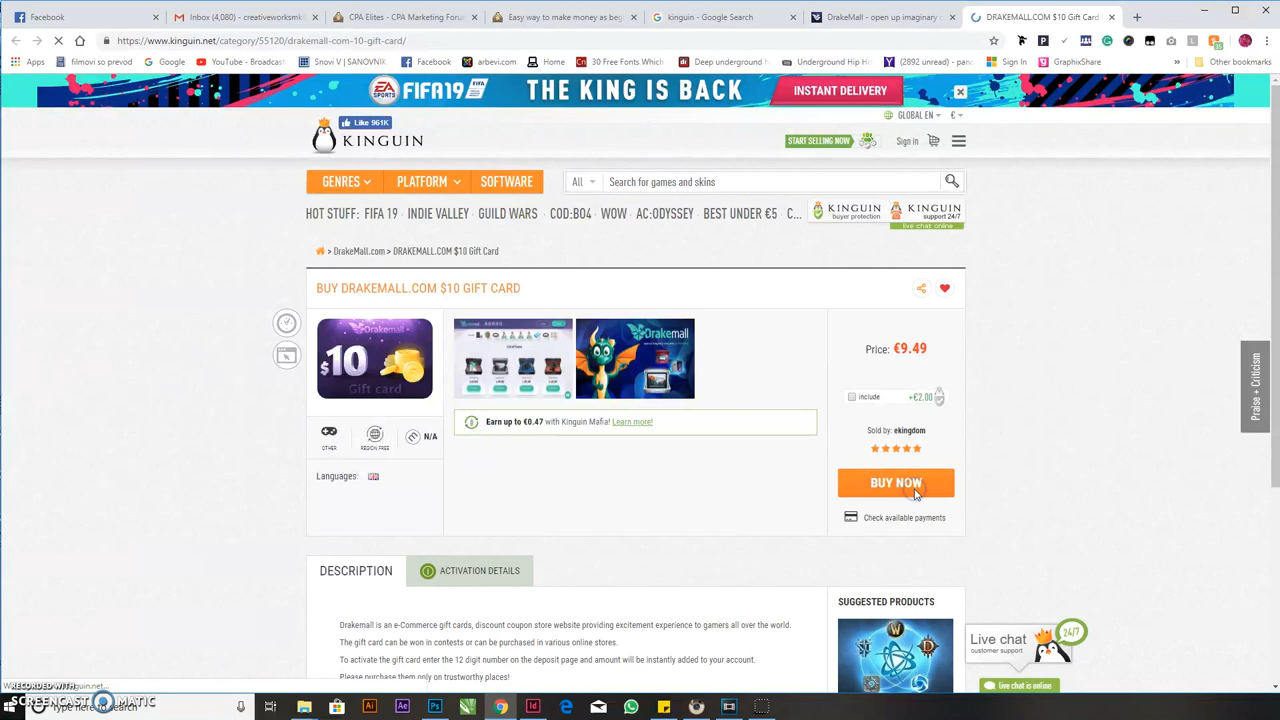 Facebook
Inbox (4,080) - creativeworksmk
CPA Elites - CPA Marketing Foru
Easy way to make money as beg
kinguin - Google Search
DrakeMall - open up imaginary
DRAKEMALL.COM $10 Gift Card
https://www.kinguin.net/category/55120/drakemall-com-10-gift-card/
Apps
filmovi so prevod
Google
YouTube - Broadcast
Snovi V | SANOVNIK
Facebook
arbevi.com
Home
30 Free Fonts Which
Deep underground
Underground Hip Ho
(2892 unread) - pan
Sign In
GraphixShare
»
Other bookmarks
EA SPORTS FIFA19 THE KING IS BACK INSTANT DELIVERY
GLOBAL EN €
Like 961K
KINGUIN
START SELLING NOW Sign in
GENRES PLATFORM SOFTWARE All Search for games and skins
HOT STUFF: FIFA 19 · INDIE VALLEY · GUILD WARS · COD:BO4 · WOW · AC:ODYSSEY · BEST UNDER €5 · C...
KINGUIN buyer protection
KINGUIN support 24/7
live chat online
> DrakeMall.com > DRAKEMALL.COM $10 Gift Card
BUY DRAKEMALL.COM $10 GIFT CARD
Drakemall
$10
Gift card
Drakemall
Price: €9.49
include +€2.00
Earn up to €0.47 with Kinguin Mafia! Learn more!
Sold by: ekingdom
OTHER REGION FREE N/A
Languages:
BUY NOW
Check available payments
Praise + Criticism
DESCRIPTION ACTIVATION DETAILS
SUGGESTED PRODUCTS
Drakemall is an e-Commerce gift cards, discount coupon store website providing excitement experience to gamers all over the world.
The gift card can be won in contests or can be purchased in various online stores.
To activate the gift card enter the 12 digit number on the deposit page and amount will be instantly added to your account.
Please purchase them only on trustworthy places!
Live chat
customer support
24/7
live chat is online
RECORDED WITH
SCREENCAST MATIC